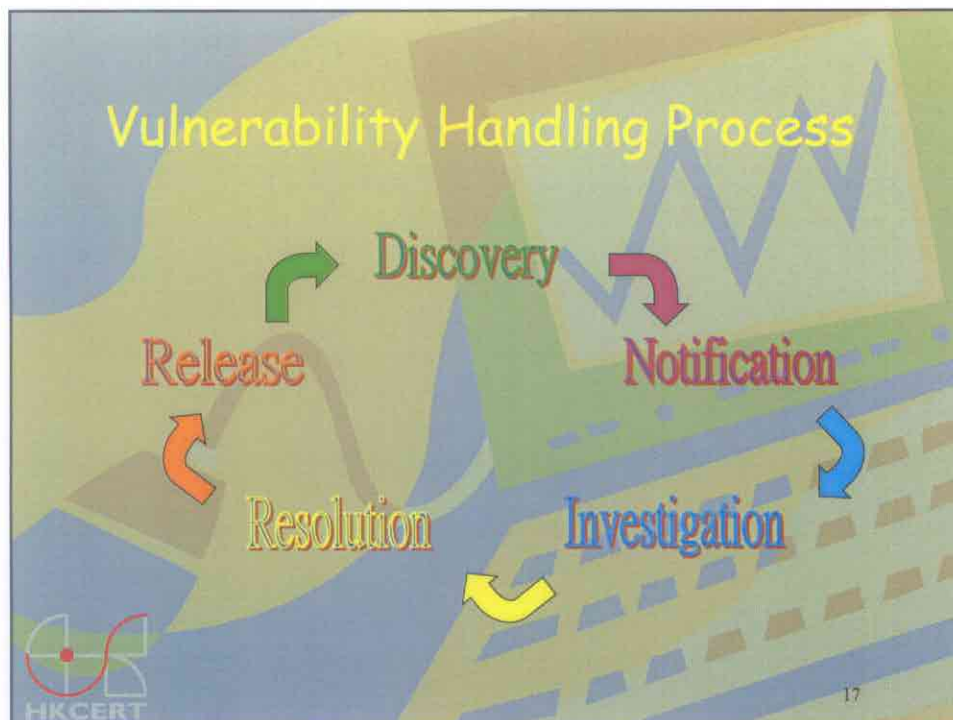 Vulnerability Handling Process
Discovery
Notification
Investigation
Resolution
Release
HKCERT
17